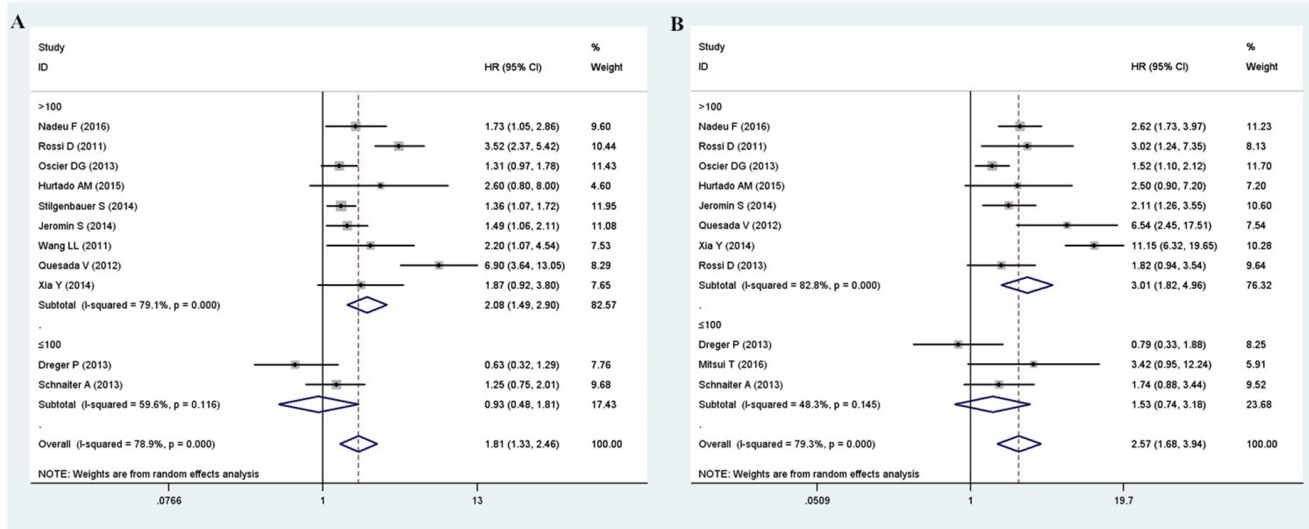 A
Study %
ID HR (95% CI) Weight
>100
Nadeu F (2016) 1.73 (1.05, 2.86) 9.60
Rossi D (2011) 3.52 (2.37, 5.42) 10.44
Oscier DG (2013) 1.31 (0.97, 1.78) 11.43
Hurtado AM (2015) 2.60 (0.80, 8.00) 4.60
Stilgenbauer S (2014) 1.36 (1.07, 1.72) 11.95
Jeromin S (2014) 1.49 (1.06, 2.11) 11.08
Wang LL (2011) 2.20 (1.07, 4.54) 7.53
Quesada V (2012) 6.90 (3.64, 13.05) 8.29
Xia Y (2014) 1.87 (0.92, 3.80) 7.65
Subtotal (I-squared = 79.1%, p = 0.000) 2.08 (1.49, 2.90) 82.57
.
≤100
Dreger P (2013) 0.63 (0.32, 1.29) 7.76
Schnaiter A (2013) 1.25 (0.75, 2.01) 9.68
Subtotal (I-squared = 59.6%, p = 0.116) 0.93 (0.48, 1.81) 17.43
.
Overall (I-squared = 78.9%, p = 0.000) 1.81 (1.33, 2.46) 100.00
NOTE: Weights are from random effects analysis
.0766 1 13
B
Study %
ID HR (95% CI) Weight
>100
Nadeu F (2016) 2.62 (1.73, 3.97) 11.23
Rossi D (2011) 3.02 (1.24, 7.35) 8.13
Oscier DG (2013) 1.52 (1.10, 2.12) 11.70
Hurtado AM (2015) 2.50 (0.90, 7.20) 7.20
Jeromin S (2014) 2.11 (1.26, 3.55) 10.60
Quesada V (2012) 6.54 (2.45, 17.51) 7.54
Xia Y (2014) 11.15 (6.32, 19.65) 10.28
Rossi D (2013) 1.82 (0.94, 3.54) 9.64
Subtotal (I-squared = 82.8%, p = 0.000) 3.01 (1.82, 4.96) 76.32
.
≤100
Dreger P (2013) 0.79 (0.33, 1.88) 8.25
Mitsui T (2016) 3.42 (0.95, 12.24) 5.91
Schnaiter A (2013) 1.74 (0.88, 3.44) 9.52
Subtotal (I-squared = 48.3%, p = 0.145) 1.53 (0.74, 3.18) 23.68
.
Overall (I-squared = 79.3%, p = 0.000) 2.57 (1.68, 3.94) 100.00
NOTE: Weights are from random effects analysis
.0509 1 19.7